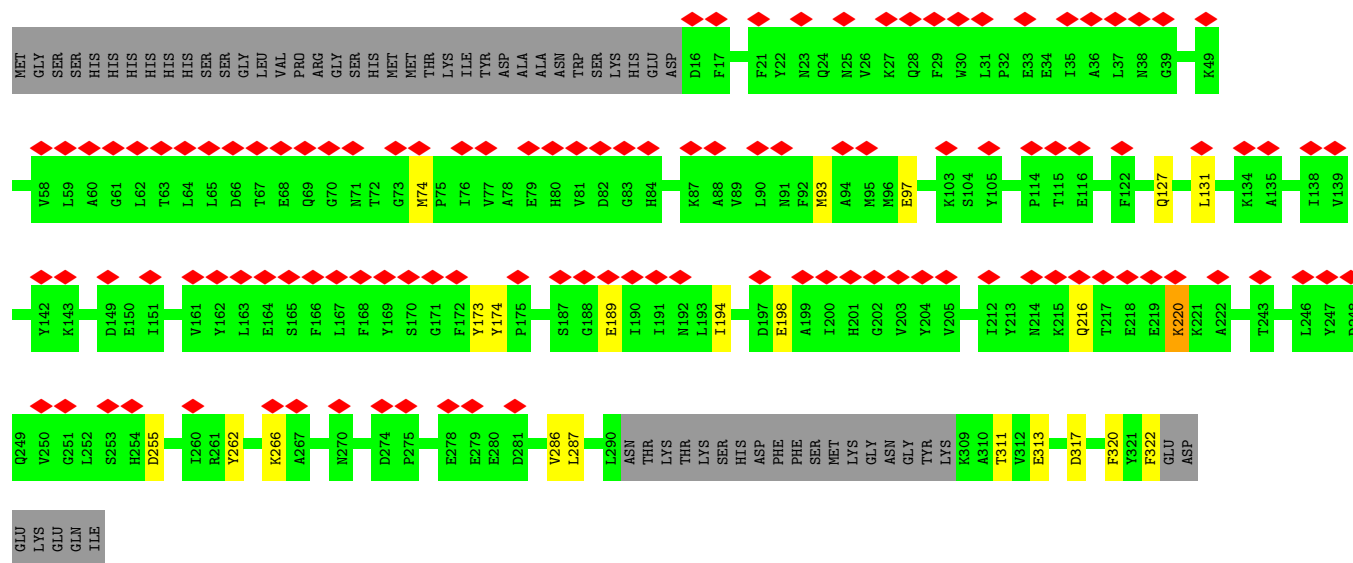 MET GLY SER SER HIS HIS HIS HIS HIS HIS SER SER GLY LEU VAL PRO ARG GLY SER HIS MET MET THR LYS ILE TYR ASP ALA ALA ASN TRP SER LYS HIS GLU ASP D16 F17 F21 Y22 N23 Q24 N25 V26 K27 Q28 F29 W30 L31 P32 E33 E34 I35 A36 L37 N38 G39 K49
V58 L59 A60 G61 L62 T63 L64 L65 D66 T67 E68 Q69 G70 N71 T72 G73 M74 P75 I76 V77 A78 E79 H80 V81 D82 G83 H84 K87 A88 V89 L90 N91 F92 M93 A94 M95 M96 E97 K103 S104 Y105 P114 T115 E116 F122 Q127 L131 K134 A135 I138 V139
Y142 K143 D149 E150 I151 V161 Y162 L163 E164 S165 F166 L167 F168 Y169 S170 G171 F172 Y173 Y174 P175 S187 G188 E189 I190 I191 N192 L193 I194 D197 E198 A199 I200 H201 G202 V203 Y204 V205 I212 Y213 N214 K215 Q216 T217 E218 E219 K220 K221 A222 T243 L246 Y247
Q249 V250 G251 L252 S253 H254 D255 I260 R261 Y262 K266 A267 N270 D274 P275 E278 E279 E280 D281 V286 L287 L290 ASN THR LYS THR LYS SER HIS ASP PHE PHE SER MET LYS GLY ASN GLY TYR LYS K309 A310 T311 V312 E313 D317 F320 Y321 F322 GLU ASP
GLU LYS GLU GLN ILE